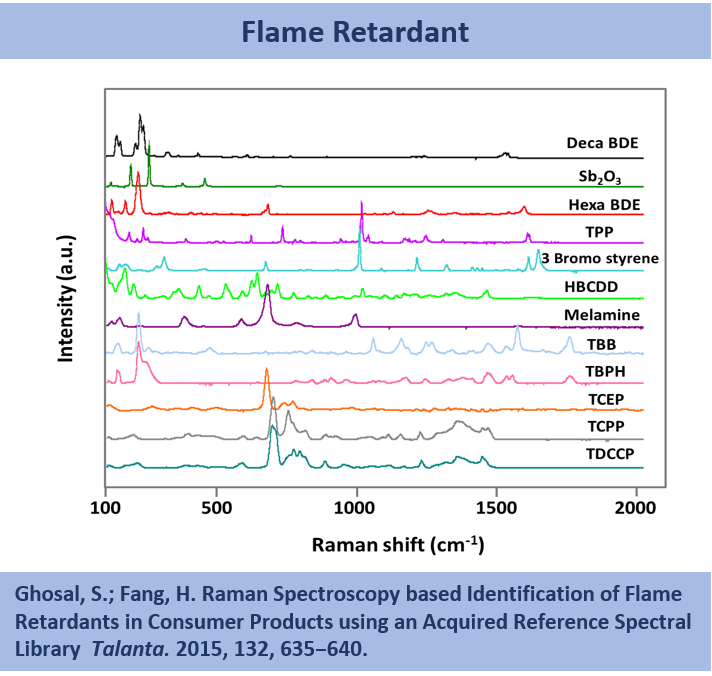 Flame Retardant
Deca BDE
Sb₂O₃
Hexa BDE
TPP
3 Bromo styrene
HBCDD
Melamine
TBB
TBPH
TCEP
TCPP
TDCCP
Intensity (a.u.)
100 500 1000 1500 2000
Raman shift (cm⁻¹)
Ghosal, S.; Fang, H. Raman Spectroscopy based Identification of Flame
Retardants in Consumer Products using an Acquired Reference Spectral
Library Talanta. 2015, 132, 635–640.